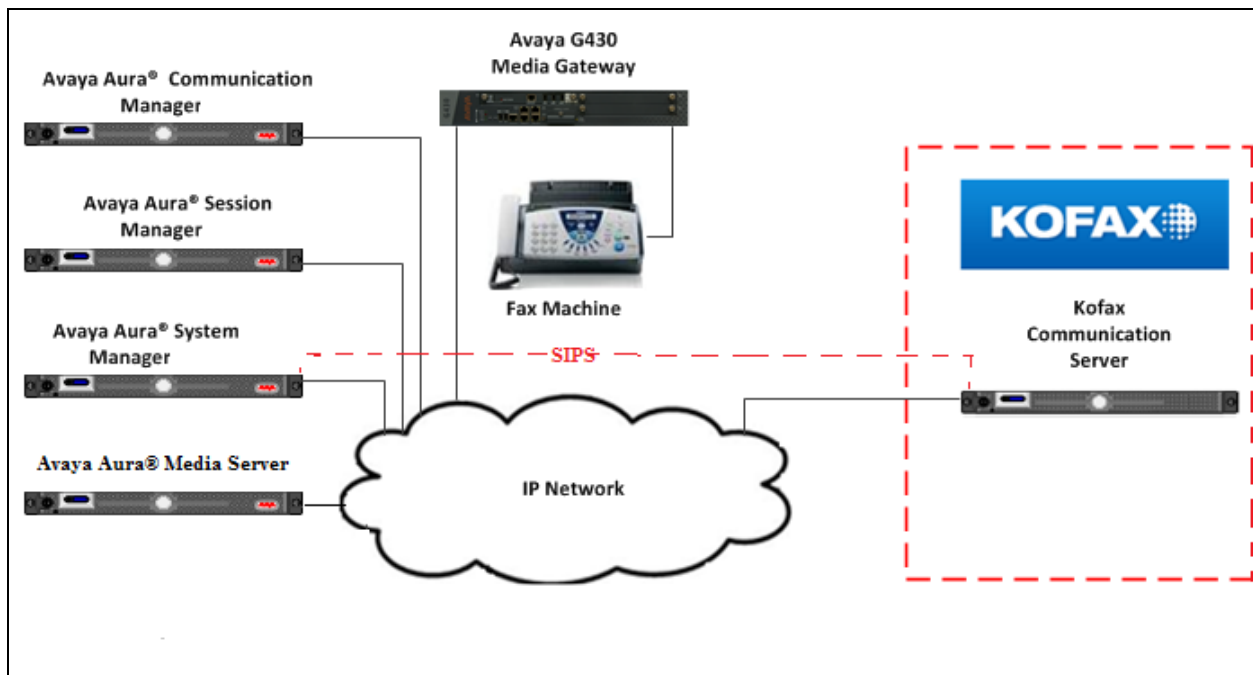 Avaya G430
Media Gateway
Avaya Aura® Communication
Manager
Avaya Aura® Session
Manager
Avaya Aura® System
Manager
Avaya Aura® Media Server
Fax Machine
SIPS
IP Network
KOFAX
Kofax
Communication
Server